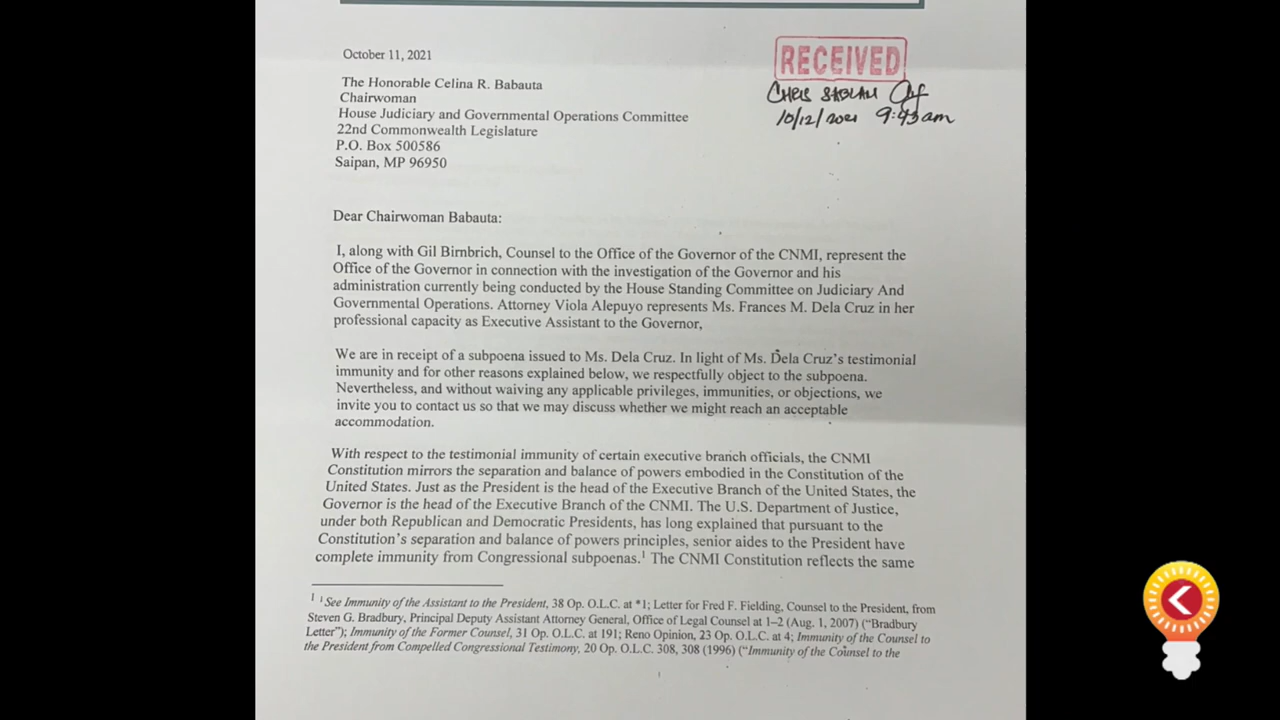 October 11, 2021
RECEIVED
CHRIS SABLAN
10/12/2021 9:43am
The Honorable Celina R. Babauta
Chairwoman
House Judiciary and Governmental Operations Committee
22nd Commonwealth Legislature
P.O. Box 500586
Saipan, MP 96950
Dear Chairwoman Babauta:
I, along with Gil Birnbrich, Counsel to the Office of the Governor of the CNMI, represent the
Office of the Governor in connection with the investigation of the Governor and his
administration currently being conducted by the House Standing Committee on Judiciary And
Governmental Operations. Attorney Viola Alepuyo represents Ms. Frances M. Dela Cruz in her
professional capacity as Executive Assistant to the Governor,
We are in receipt of a subpoena issued to Ms. Dela Cruz. In light of Ms. Dela Cruz's testimonial
immunity and for other reasons explained below, we respectfully object to the subpoena.
Nevertheless, and without waiving any applicable privileges, immunities, or objections, we
invite you to contact us so that we may discuss whether we might reach an acceptable
accommodation.
With respect to the testimonial immunity of certain executive branch officials, the CNMI
Constitution mirrors the separation and balance of powers embodied in the Constitution of the
United States. Just as the President is the head of the Executive Branch of the United States, the
Governor is the head of the Executive Branch of the CNMI. The U.S. Department of Justice,
under both Republican and Democratic Presidents, has long explained that pursuant to the
Constitution's separation and balance of powers principles, senior aides to the President have
complete immunity from Congressional subpoenas.¹ The CNMI Constitution reflects the same
1 ¹ See Immunity of the Assistant to the President, 38 Op. O.L.C. at *1; Letter for Fred F. Fielding, Counsel to the President, from
Steven G. Bradbury, Principal Deputy Assistant Attorney General, Office of Legal Counsel at 1–2 (Aug. 1, 2007) ("Bradbury
Letter"); Immunity of the Former Counsel, 31 Op. O.L.C. at 191; Reno Opinion, 23 Op. O.L.C. at 4; Immunity of the Counsel to
the President from Compelled Congressional Testimony, 20 Op. O.L.C. 308, 308 (1996) ("Immunity of the Counsel to the
1